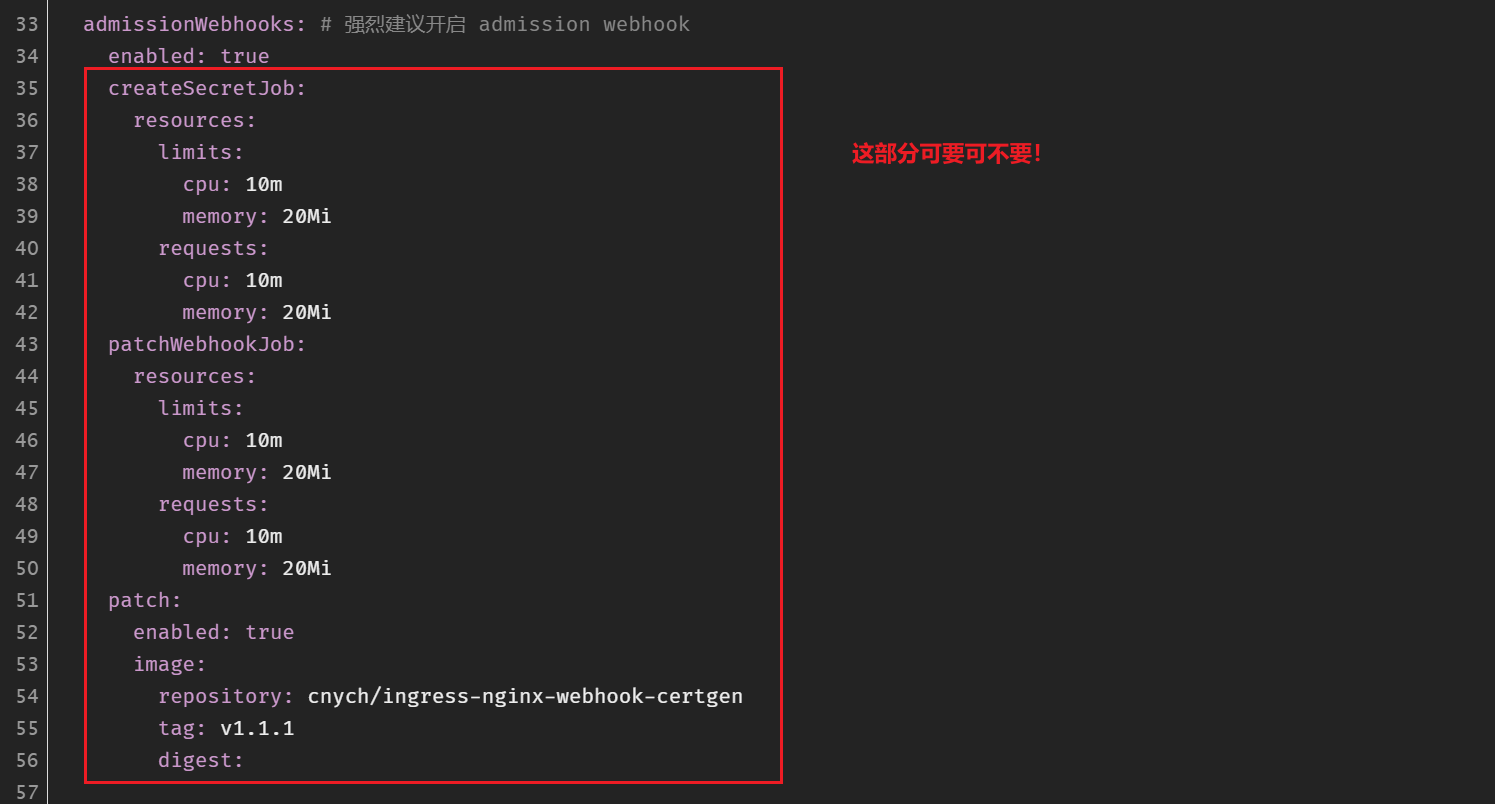 33 admissionWebhooks: # 强烈建议开启 admission webhook
34 enabled: true
35 createSecretJob:
36 resources:
37 limits:
这部分可要可不要!
38 cpu: 10m
39 memory: 20Mi
40 requests:
41 cpu: 10m
42 memory: 20Mi
43 patchWebhookJob:
44 resources:
45 limits:
46 cpu: 10m
47 memory: 20Mi
48 requests:
49 cpu: 10m
50 memory: 20Mi
51 patch:
52 enabled: true
53 image:
54 repository: cnych/ingress-nginx-webhook-certgen
55 tag: v1.1.1
56 digest:
57